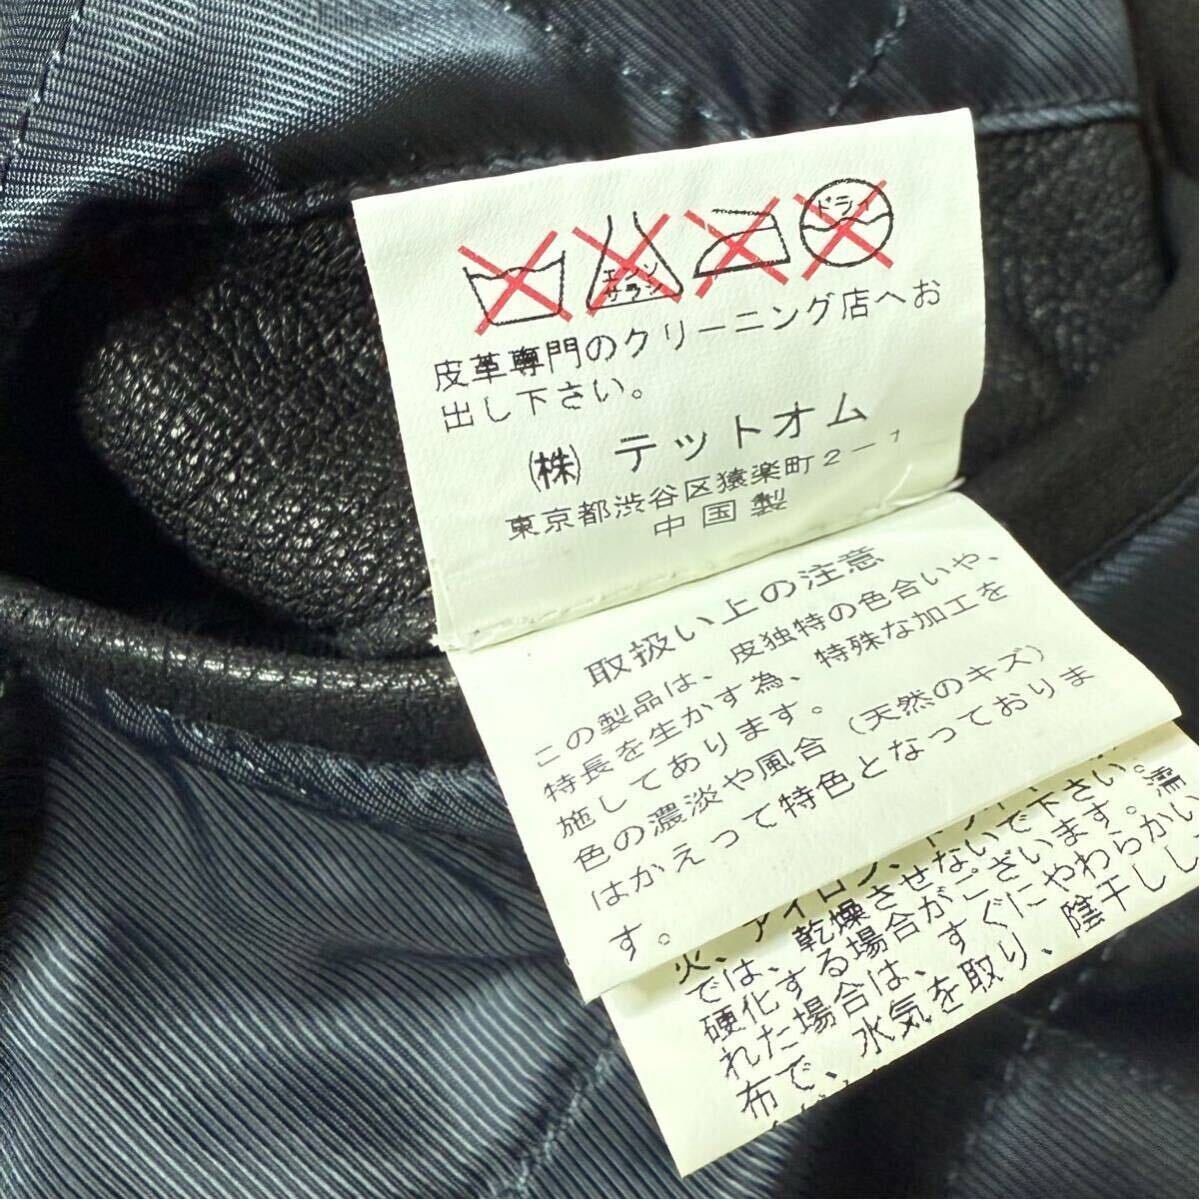 エンソ
サラシ
ドライ
皮革専門のクリーニング店へお
出し下さい。
㈱ テットオム
東京都渋谷区猿楽町2-1
中国製
取扱い上の注意
この製品は、皮独特の色合いや、
特長を生かす為、特殊な加工を
施してあります。
色の濃淡や風合(天然のキズ)
はかえって特色となっておりま
す。
火、アイロン、
では、乾燥させないで下さい。
硬化する場合がございます。
れた場合は、すぐにやわらかい
布で、水気を取り、陰干しし